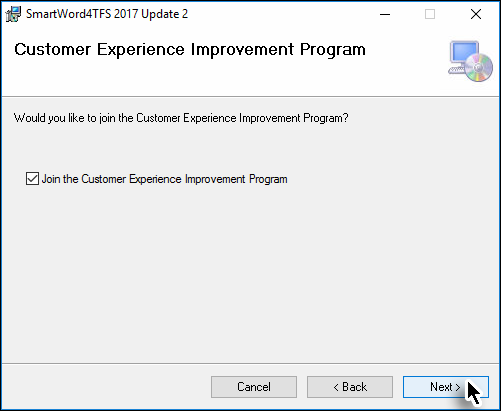 SmartWord4TFS 2017 Update 2
Customer Experience Improvement Program
Would you like to join the Customer Experience Improvement Program?
Join the Customer Experience Improvement Program
Cancel
< Back
Next >